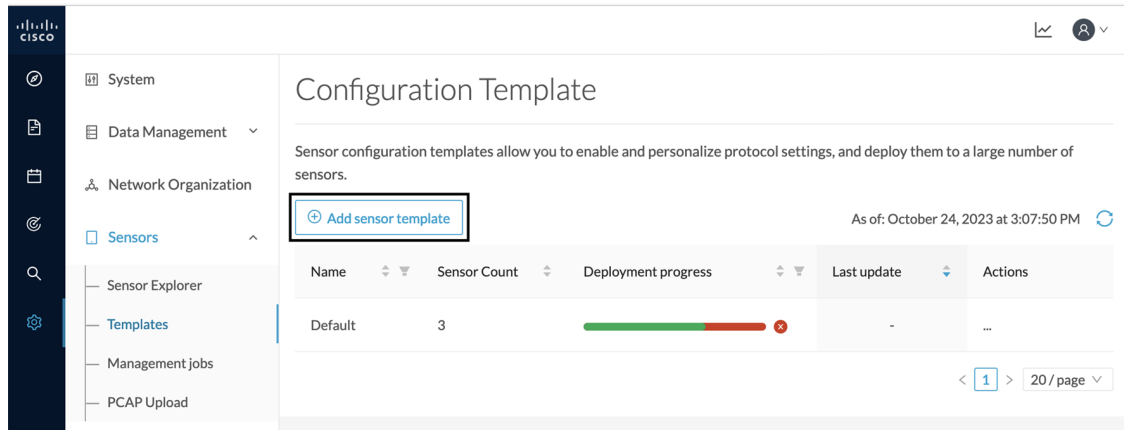 CISCO
System
Data Management
Network Organization
Sensors
Sensor Explorer
Templates
Management jobs
PCAP Upload
Configuration Template
Sensor configuration templates allow you to enable and personalize protocol settings, and deploy them to a large number of
sensors.
Add sensor template
As of: October 24, 2023 at 3:07:50 PM
Name Sensor Count Deployment progress Last update Actions
Default 3 - ...
< 1 > 20 / page